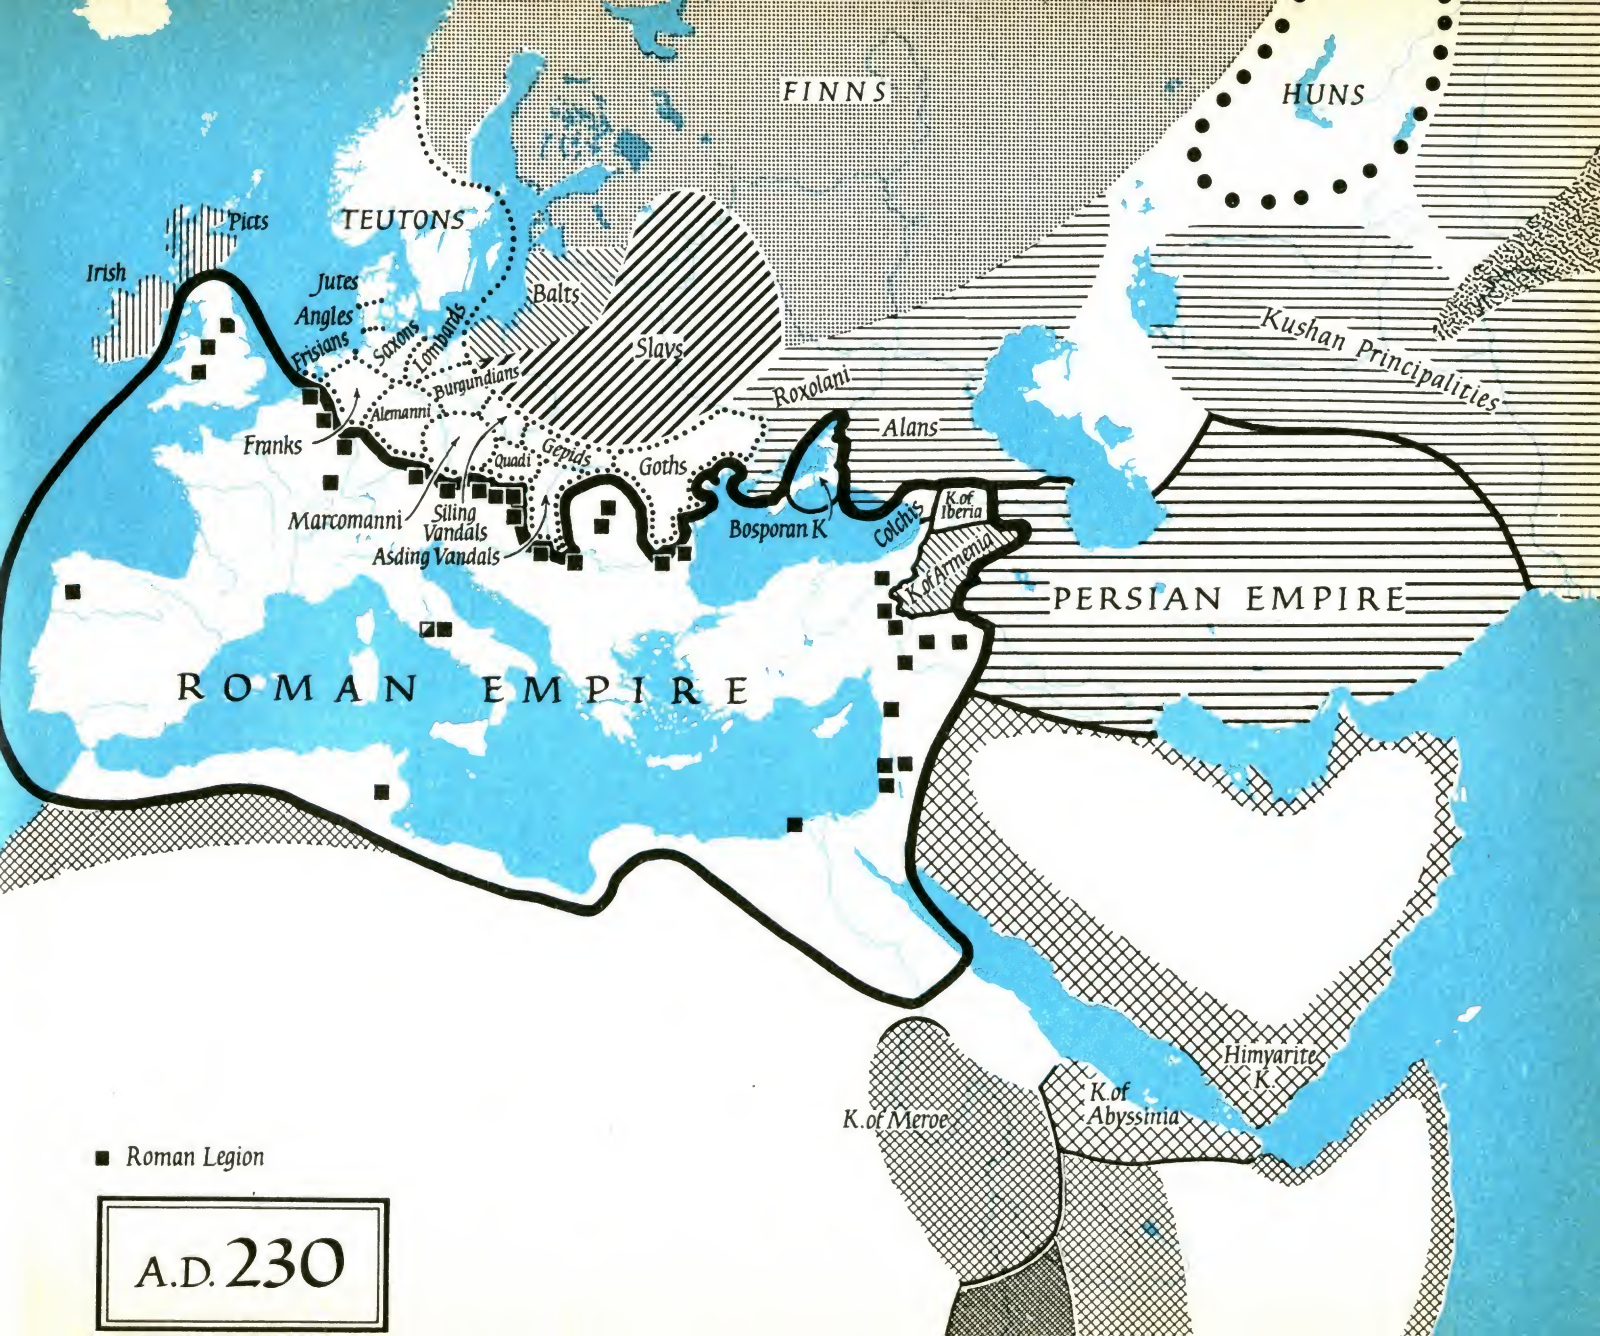 FINNS
HUNS
Picts
TEUTONS
Irish
Jutes
Angles
Frisians
Saxons
Lombards
Balts
Slavs
Kushan Principalities
Burgundians
Roxolani
Alemanni
Alans
Franks
Quadi
Gepids
Goths
Marcomanni
Siling
Vandals
Asding Vandals
Bosporan K
Colchis
K.of
Iberia
K.of Armenia
PERSIAN EMPIRE
ROMAN EMPIRE
Himyarite
K.
K.of
Abyssinia
K.of Meroe
Roman Legion
A.D. 230